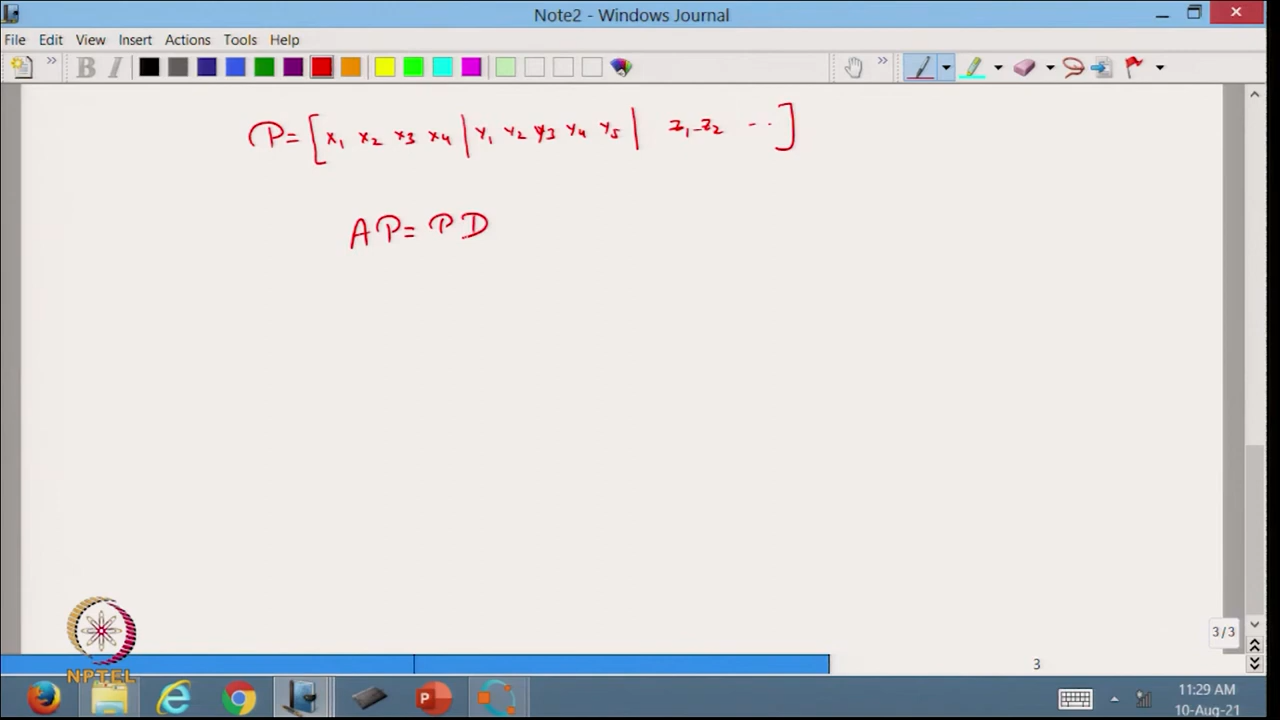 Note2 - Windows Journal
File Edit View Insert Actions Tools Help
P = [ x1 x2 x3 x4 | y1 y2 y3 y4 y5 | z1 z2 ... ]
AP = PD
3/3
3
NPTEL
11:29 AM
10-Aug-21